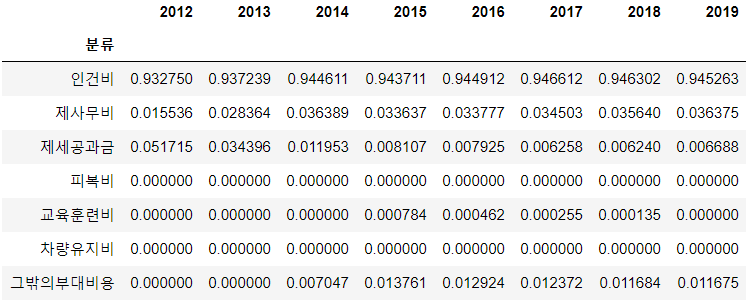 2012 2013 2014 2015 2016 2017 2018 2019
분류
인건비 0.932750 0.937239 0.944611 0.943711 0.944912 0.946612 0.946302 0.945263
제사무비 0.015536 0.028364 0.036389 0.033637 0.033777 0.034503 0.035640 0.036375
제세공과금 0.051715 0.034396 0.011953 0.008107 0.007925 0.006258 0.006240 0.006688
피복비 0.000000 0.000000 0.000000 0.000000 0.000000 0.000000 0.000000 0.000000
교육훈련비 0.000000 0.000000 0.000000 0.000784 0.000462 0.000255 0.000135 0.000000
차량유지비 0.000000 0.000000 0.000000 0.000000 0.000000 0.000000 0.000000 0.000000
그밖의부대비용 0.000000 0.000000 0.007047 0.013761 0.012924 0.012372 0.011684 0.011675